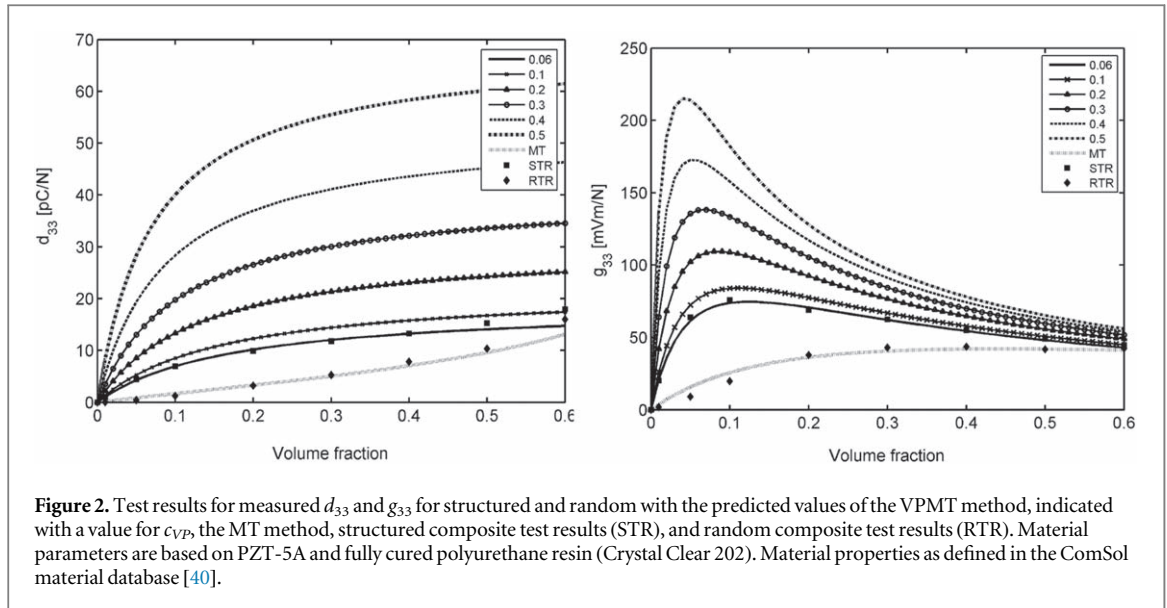 70
60
50
40
30
20
10
0
d33 [pC/N]
0
0.1
0.2
0.3
0.4
0.5
0.6
Volume fraction
0.06
0.1
0.2
0.3
0.4
0.5
MT
STR
RTR
250
200
150
100
50
0
g33 [mVm/N]
0
0.1
0.2
0.3
0.4
0.5
0.6
Volume fraction
0.06
0.1
0.2
0.3
0.4
0.5
MT
STR
RTR
Figure 2. Test results for measured d33 and g33 for structured and random with the predicted values of the VPMT method, indicated
with a value for cVP, the MT method, structured composite test results (STR), and random composite test results (RTR). Material
parameters are based on PZT-5A and fully cured polyurethane resin (Crystal Clear 202). Material properties as defined in the ComSol
material database [40].